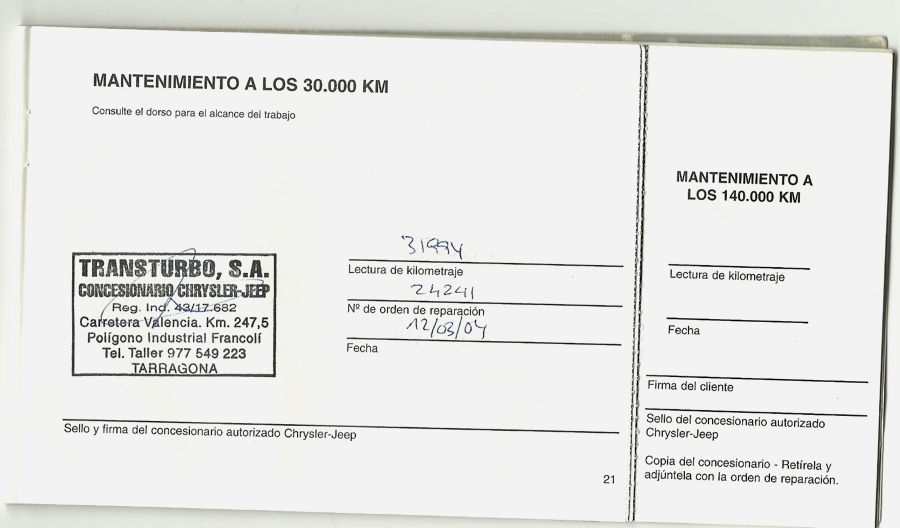 MANTENIMIENTO A LOS 30.000 KM
Consulte el dorso para el alcance del trabajo
TRANSTURBO, S.A.
CONCESIONARIO CHRYSLER-JEEP
Reg. Ind. 43/17.682
Carretera Valencia. Km. 247,5
Polígono Industrial Francolí
Tel. Taller 977 549 223
TARRAGONA
31994
Lectura de kilometraje
24241
Nº de orden de reparación
12/03/04
Fecha
Sello y firma del concesionario autorizado Chrysler-Jeep
21
MANTENIMIENTO A
LOS 140.000 KM
Lectura de kilometraje
Fecha
Firma del cliente
Sello del concesionario autorizado
Chrysler-Jeep
Copia del concesionario - Retírela y
adjúntela con la orden de reparación.